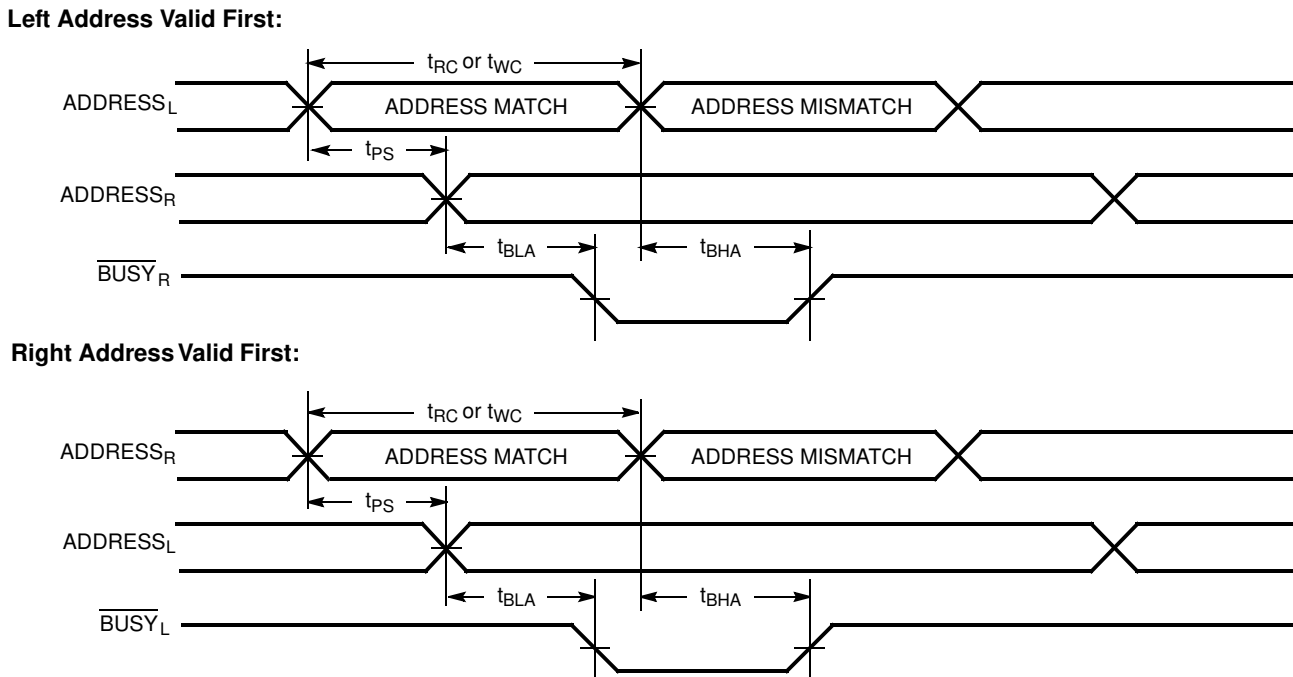 Left Address Valid First:
tRC or tWC
ADDRESSL
ADDRESS MATCH
ADDRESS MISMATCH
tPS
ADDRESSR
tBLA
tBHA
BUSYR
Right Address Valid First:
tRC or tWC
ADDRESSR
ADDRESS MATCH
ADDRESS MISMATCH
tPS
ADDRESSL
tBLA
tBHA
BUSYL